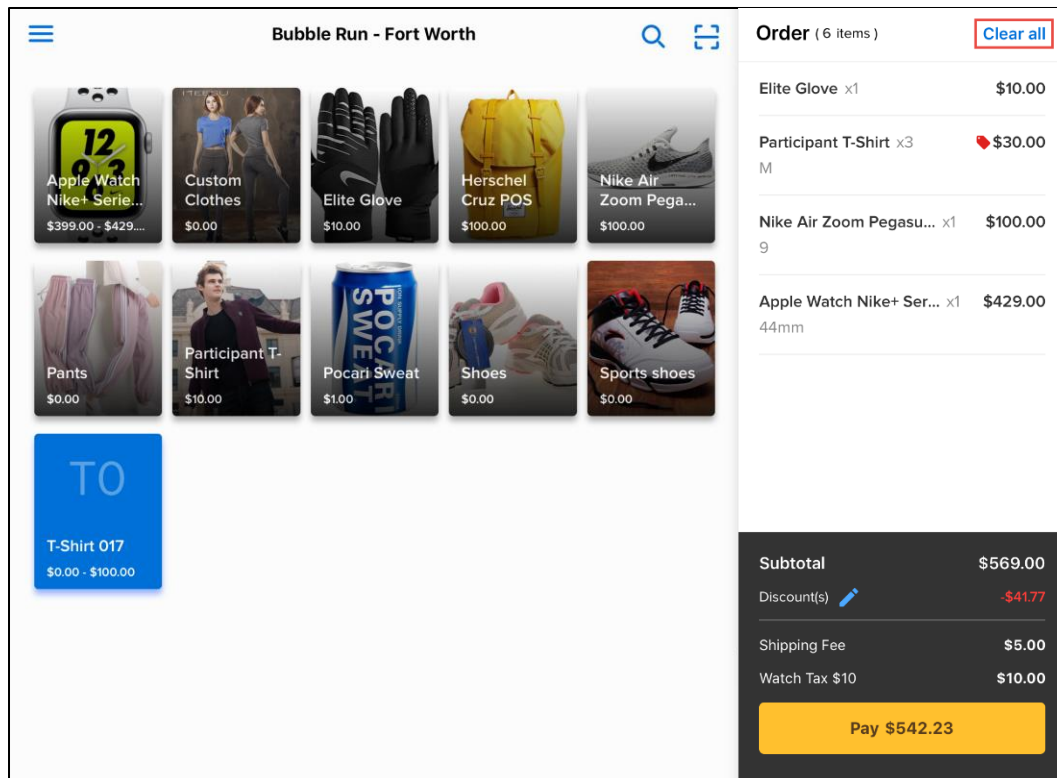 Bubble Run - Fort Worth
Apple Watch
Nike+ Serie...
$399.00 - $429....
Custom
Clothes
$0.00
Elite Glove
$10.00
Herschel
Cruz POS
$100.00
Nike Air
Zoom Pega...
$100.00
Pants
$0.00
Participant T-
Shirt
$10.00
POCARI
SWEAT
Pocari Sweat
$1.00
Shoes
$0.00
Sports shoes
$0.00
TO
T-Shirt 017
$0.00 - $100.00
Order ( 6 items ) Clear all
Elite Glove x1 $10.00
Participant T-Shirt x3 $30.00
M
Nike Air Zoom Pegasu... x1 $100.00
9
Apple Watch Nike+ Ser... x1 $429.00
44mm
Subtotal $569.00
Discount(s) -$41.77
Shipping Fee $5.00
Watch Tax $10 $10.00
Pay $542.23